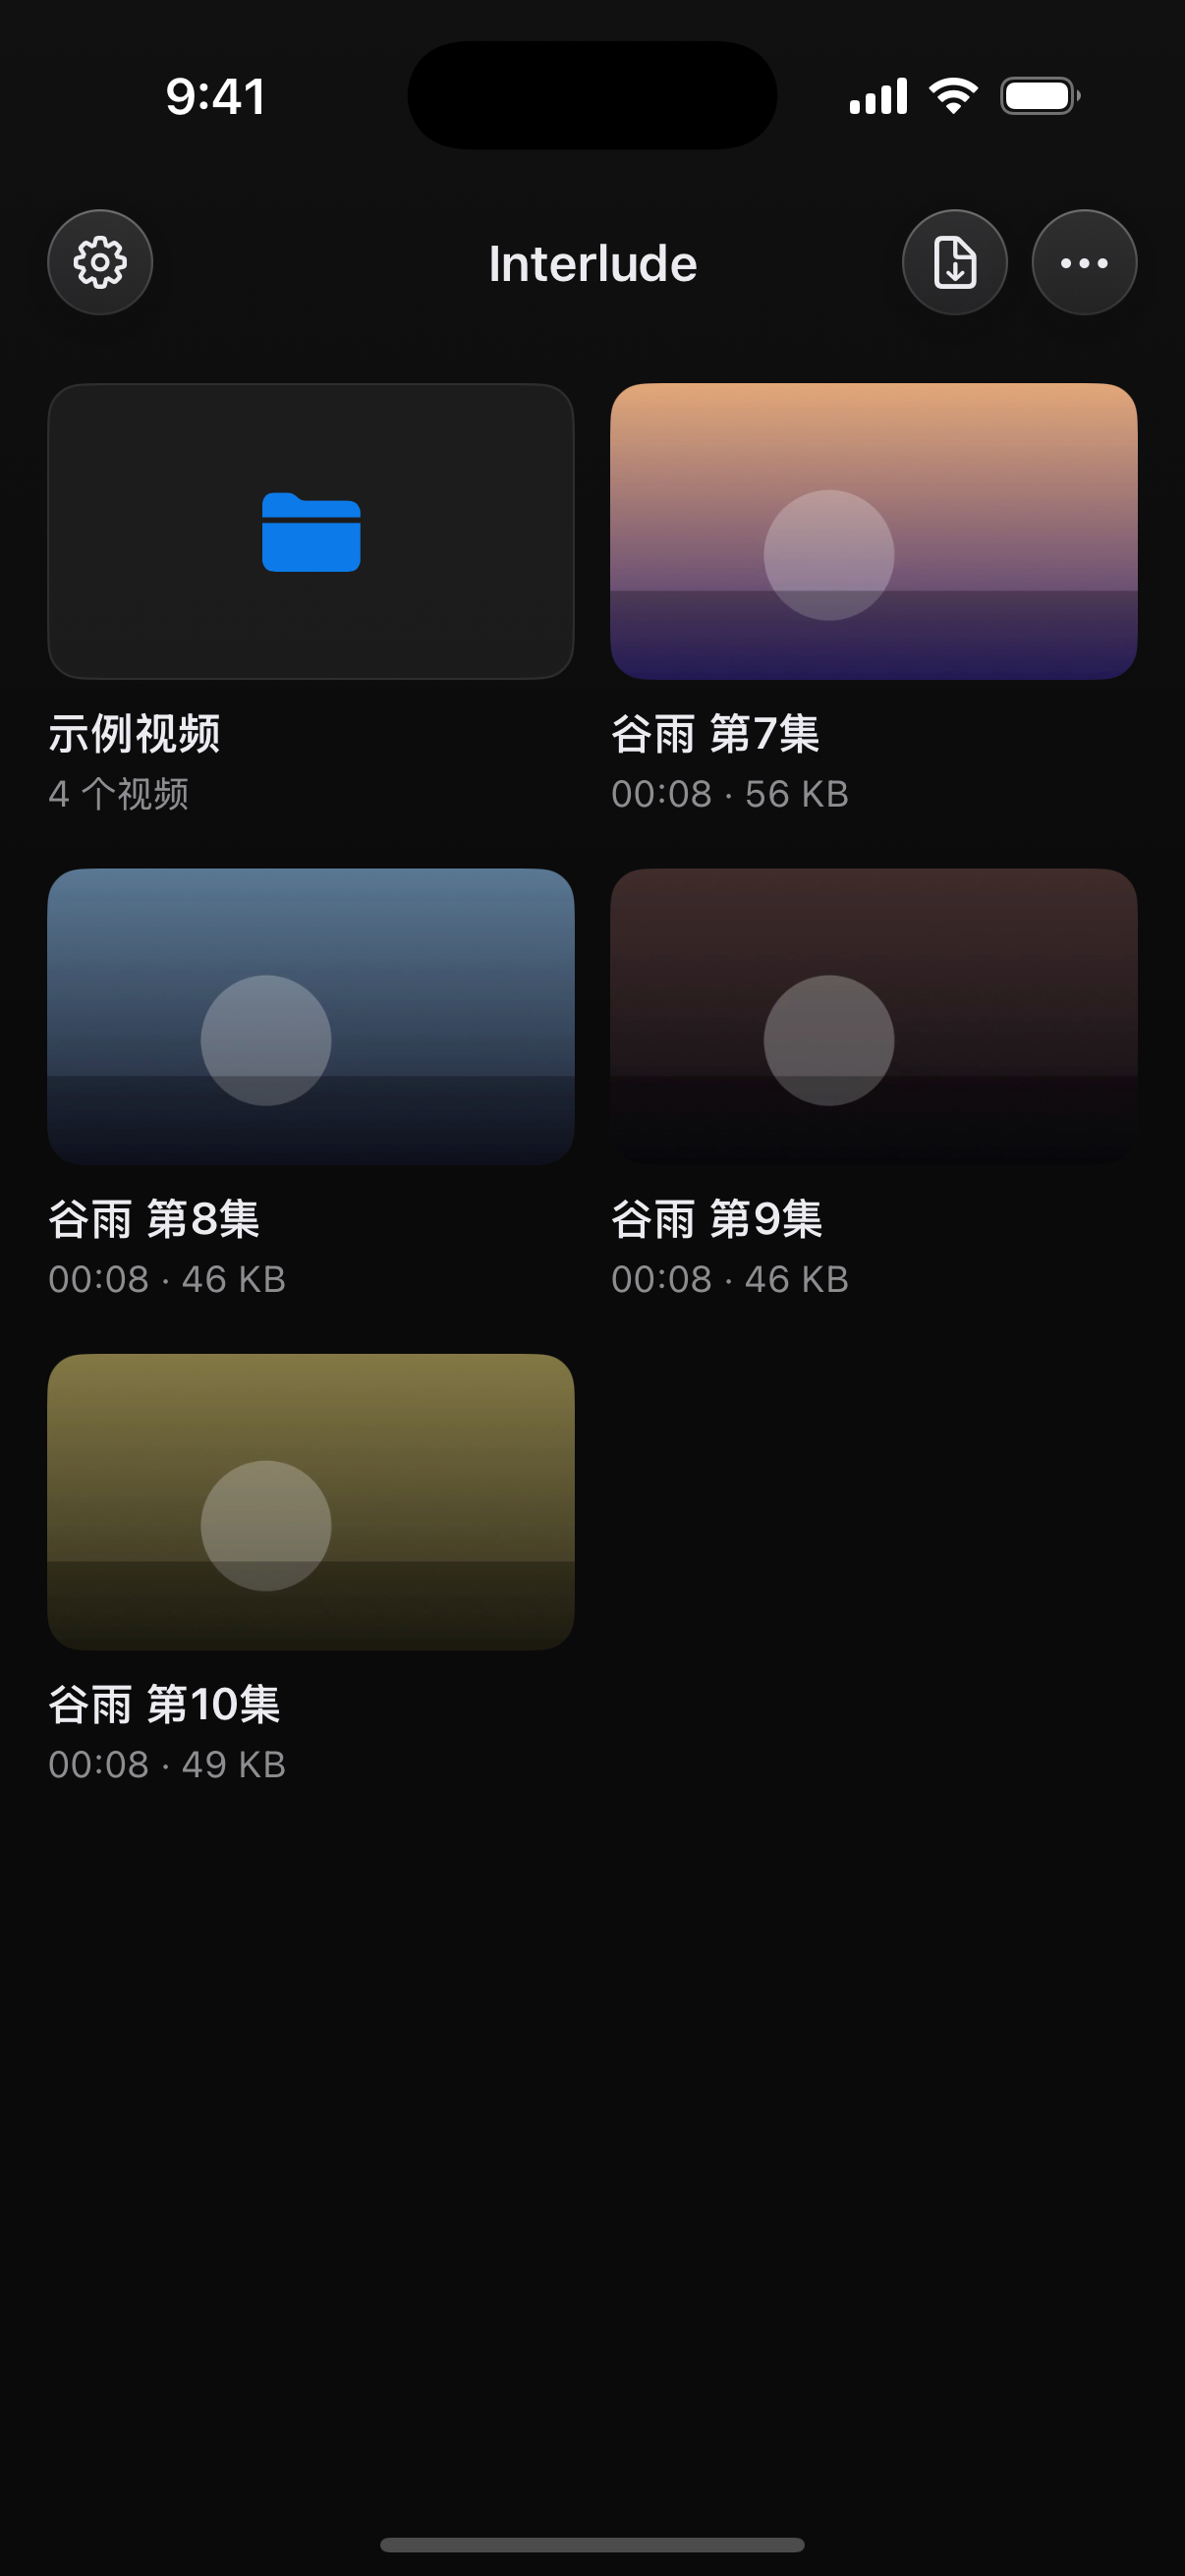 9:41
Interlude
示例视频
4 个视频
谷雨 第7集
00:08 · 56 KB
谷雨 第8集
00:08 · 46 KB
谷雨 第9集
00:08 · 46 KB
谷雨 第10集
00:08 · 49 KB